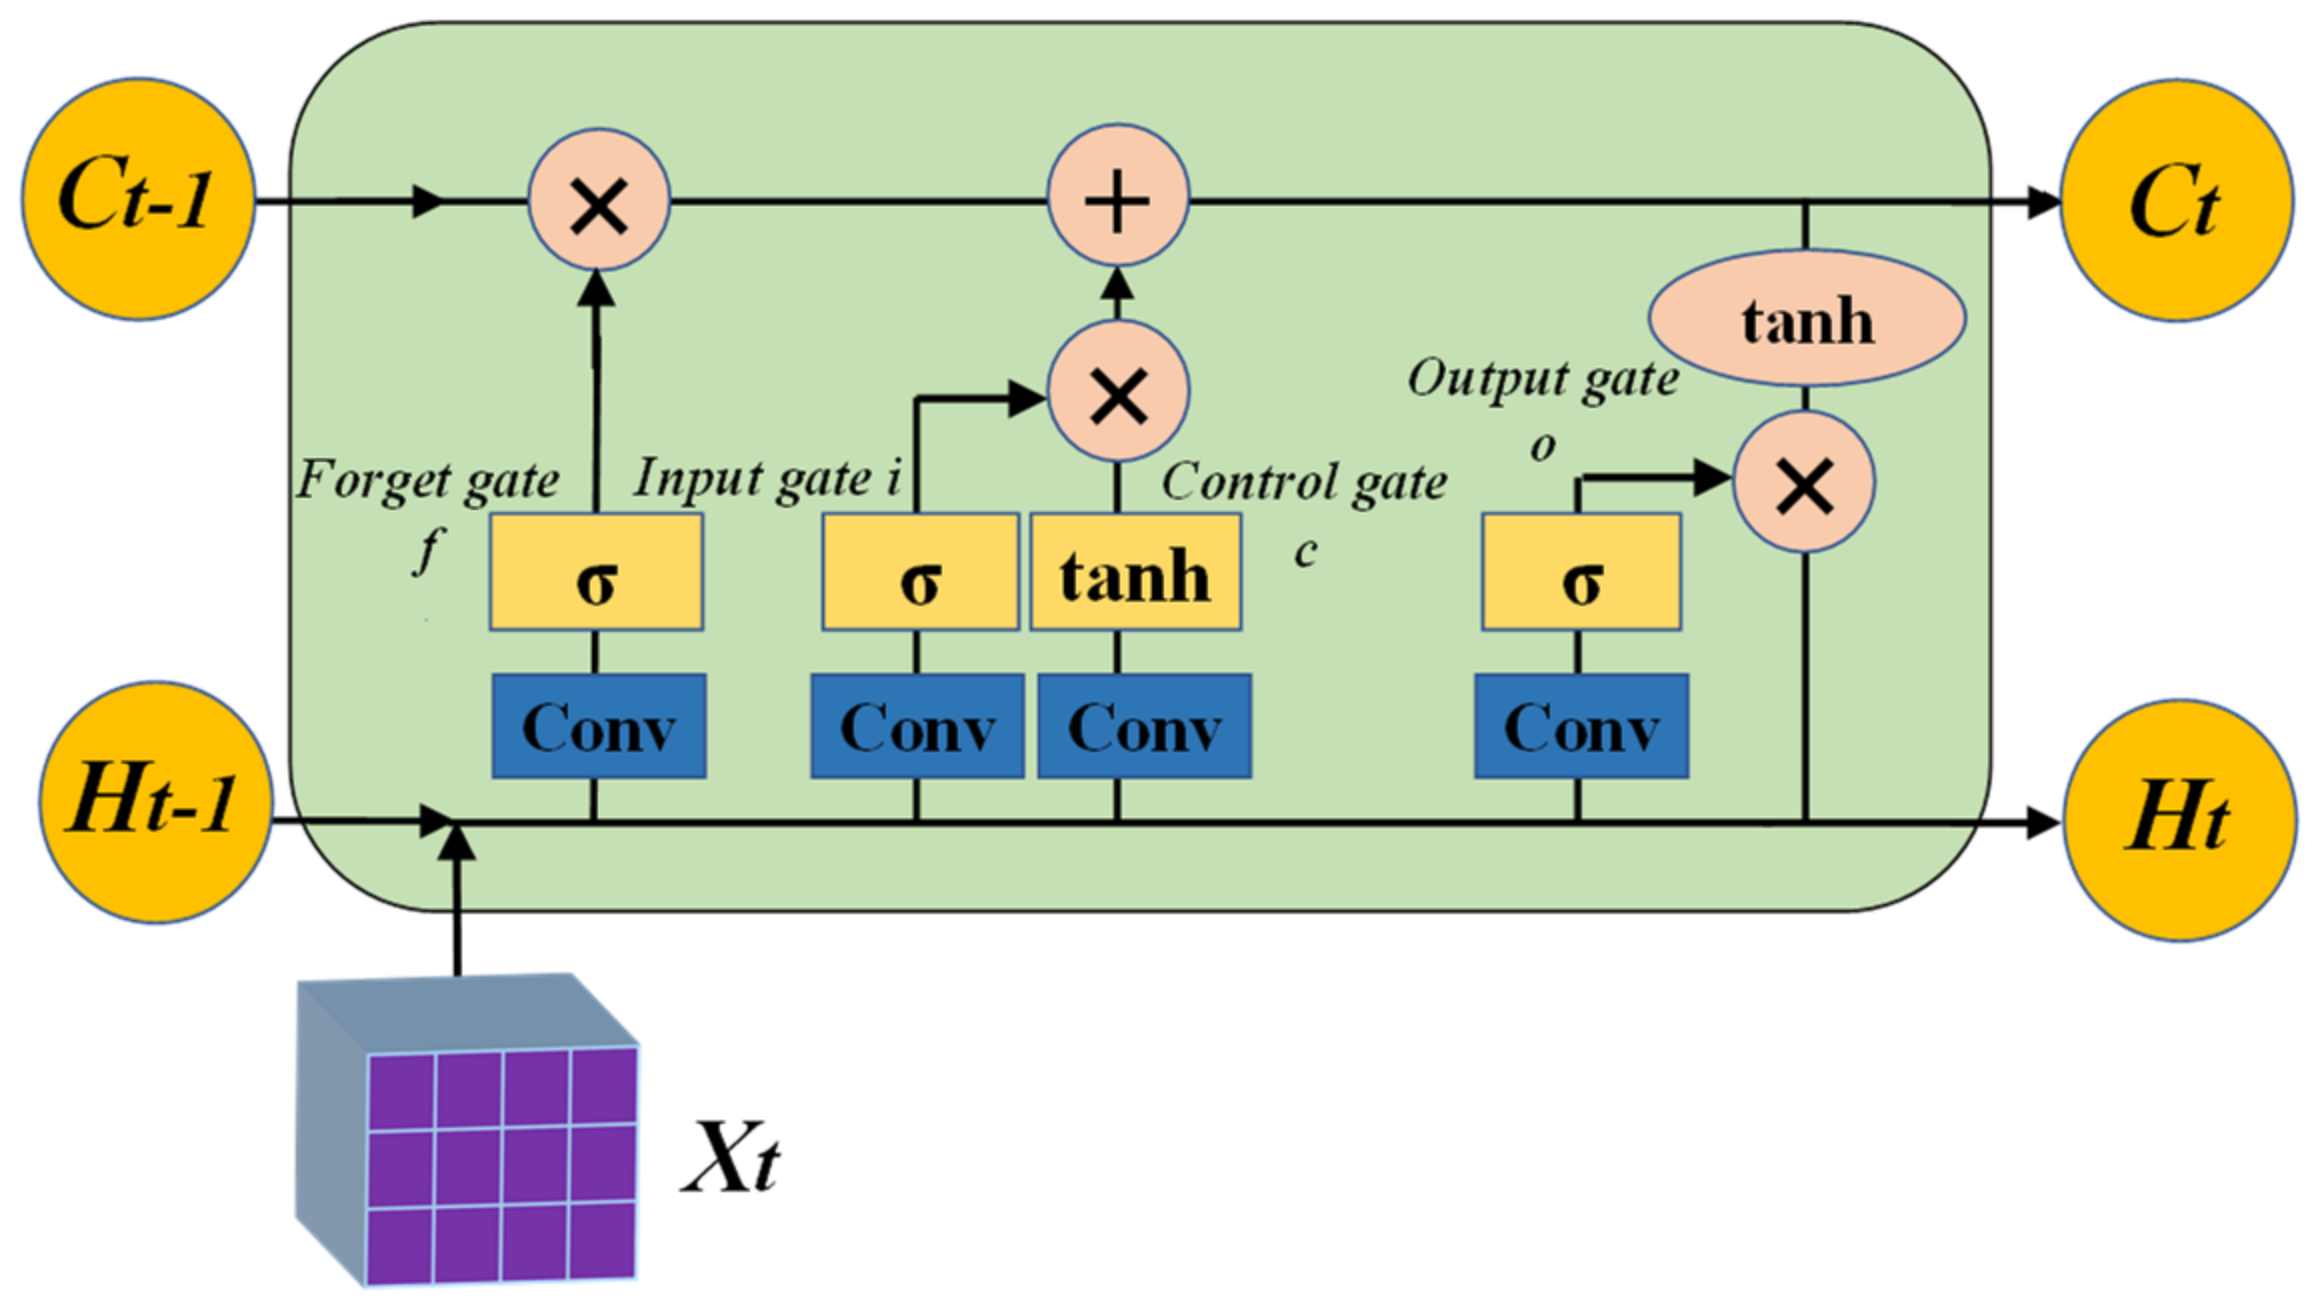 Ct-1
×
+
Ct
tanh
×
Output gate
o
×
Forget gate
f
Input gate i
Control gate
c
σ
σ
tanh
σ
Conv
Conv
Conv
Conv
Ht-1
Ht
Xt